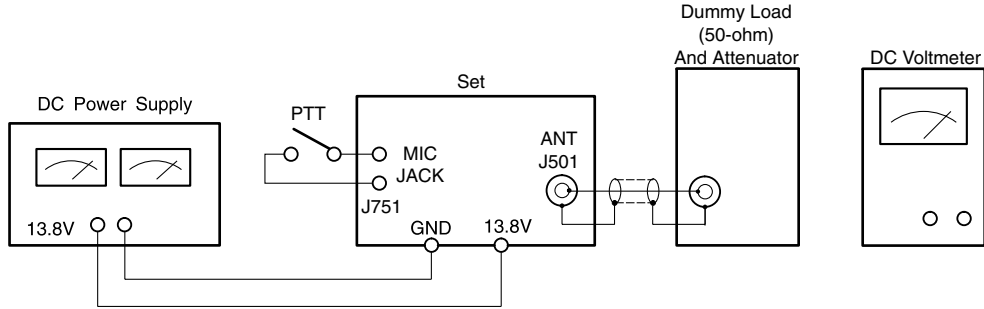 DC Power Supply
13.8V
PTT
Set
MIC
JACK
J751
GND
13.8V
ANT
J501
Dummy Load
(50-ohm)
And Attenuator
DC Voltmeter